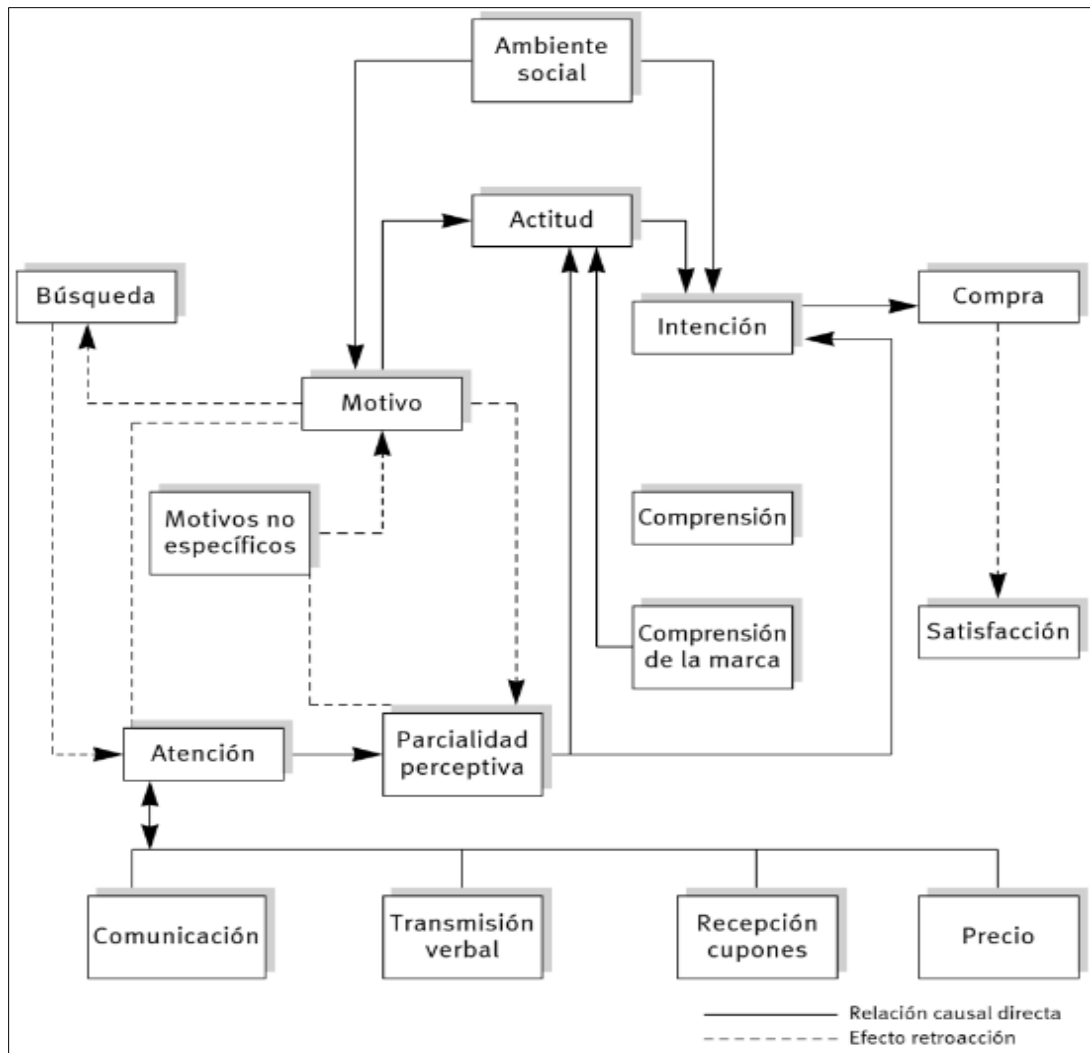 Ambiente
social
Actitud
Búsqueda
Intención
Compra
Motivo
Motivos no
específicos
Comprensión
Comprensión
de la marca
Satisfacción
Atención
Parcialidad
perceptiva
Comunicación
Transmisión
verbal
Recepción
cupones
Precio
Relación causal directa
Efecto retroacción